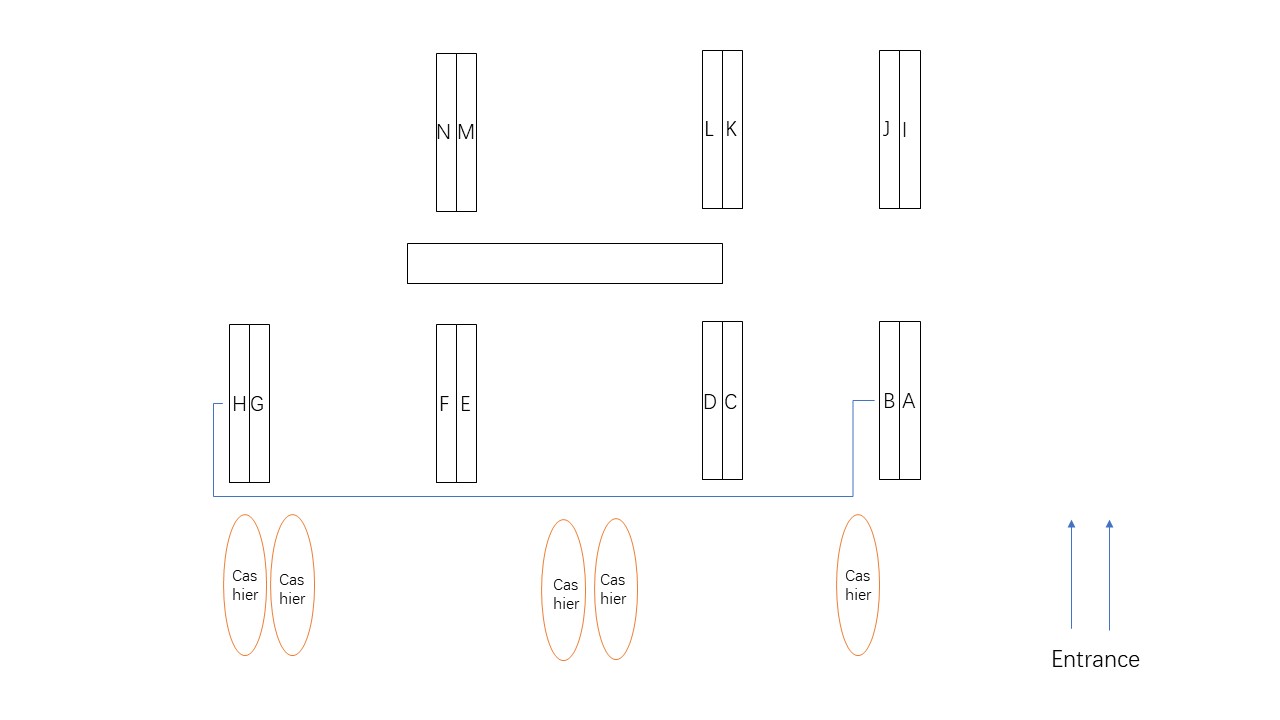 N M
L K
J I
H G
F E
D C
B A
Cas
hier
Cas
hier
Cas
hier
Cas
hier
Cas
hier
Entrance